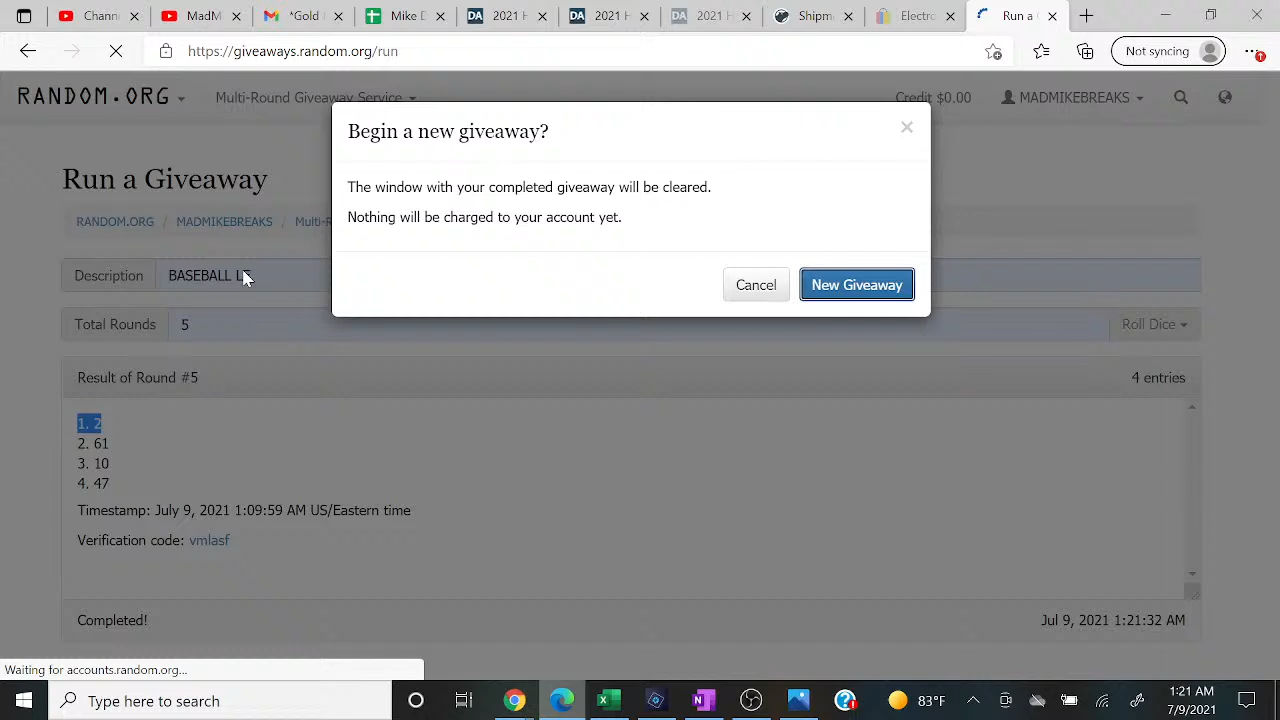 Chann
MadM
*Gold
Mike D
DA 2021 H
DA 2021 H
DA 2021 H
Shipm
Electro
Run a G
https://giveaways.random.org/run
Not syncing
RANDOM.ORG
Multi-Round Giveaway Service
Credit $0.00
MADMIKEBREAKS
Begin a new giveaway?
The window with your completed giveaway will be cleared.
Nothing will be charged to your account yet.
Cancel
New Giveaway
Run a Giveaway
RANDOM.ORG / MADMIKEBREAKS / Multi-R
Description
BASEBALL
Total Rounds
5
Roll Dice
Result of Round #5
4 entries
1. 2
2. 61
3. 10
4. 47
Timestamp: July 9, 2021 1:09:59 AM US/Eastern time
Verification code: vmlasf
Completed!
Jul 9, 2021 1:21:32 AM
Waiting for accounts.random.org...
Type here to search
83°F
1:21 AM
7/9/2021